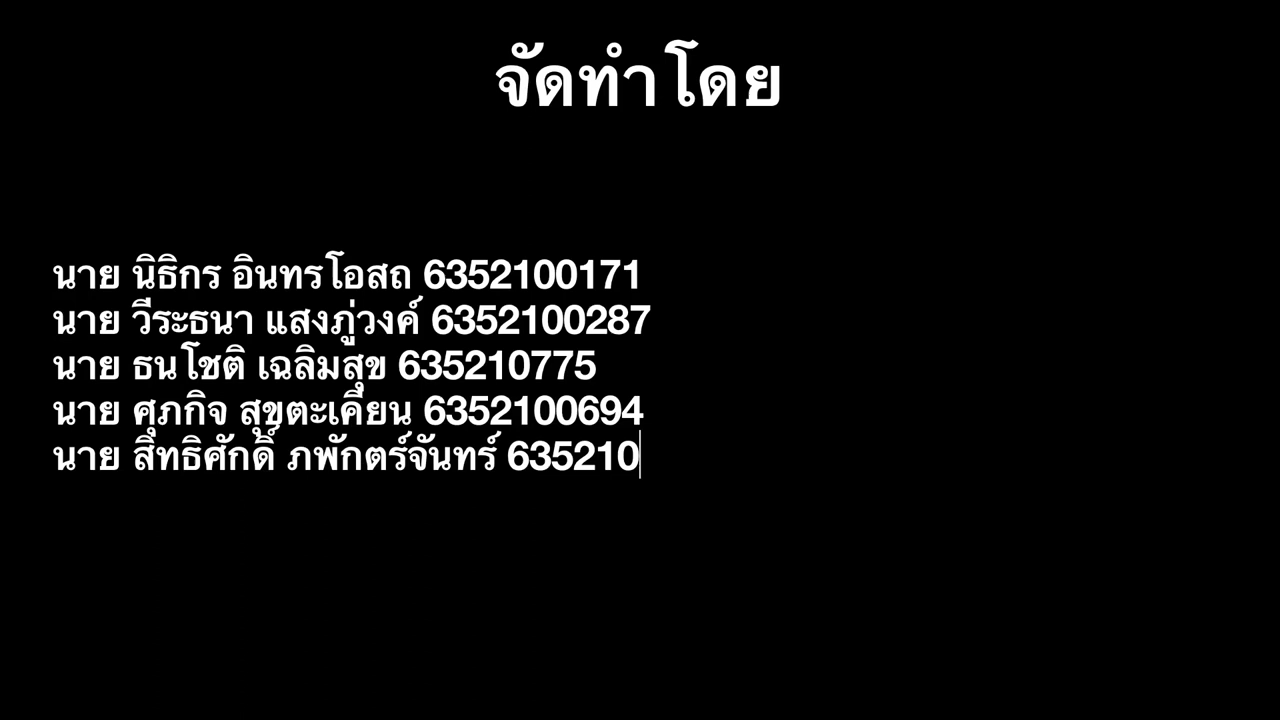 จัดทำโดย
นาย นิธิกร อินทรโอสถ 6352100171
นาย วีระธนา แสงภู่วงค์ 6352100287
นาย ธนโชติ เฉลิมสุข 635210775
นาย ศุภกิจ สุขตะเคียน 6352100694
นาย สิทธิศักดิ์ ภพักตร์จันทร์ 635210